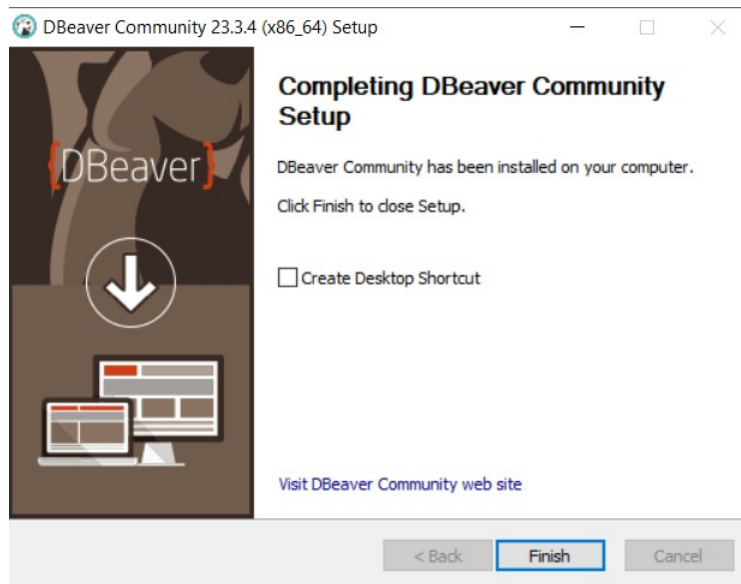 DBeaver Community 23.3.4 (x86_64) Setup
{DBeaver}
Completing DBeaver Community
Setup
DBeaver Community has been installed on your computer.
Click Finish to close Setup.
Create Desktop Shortcut
Visit DBeaver Community web site
< Back Finish Cancel